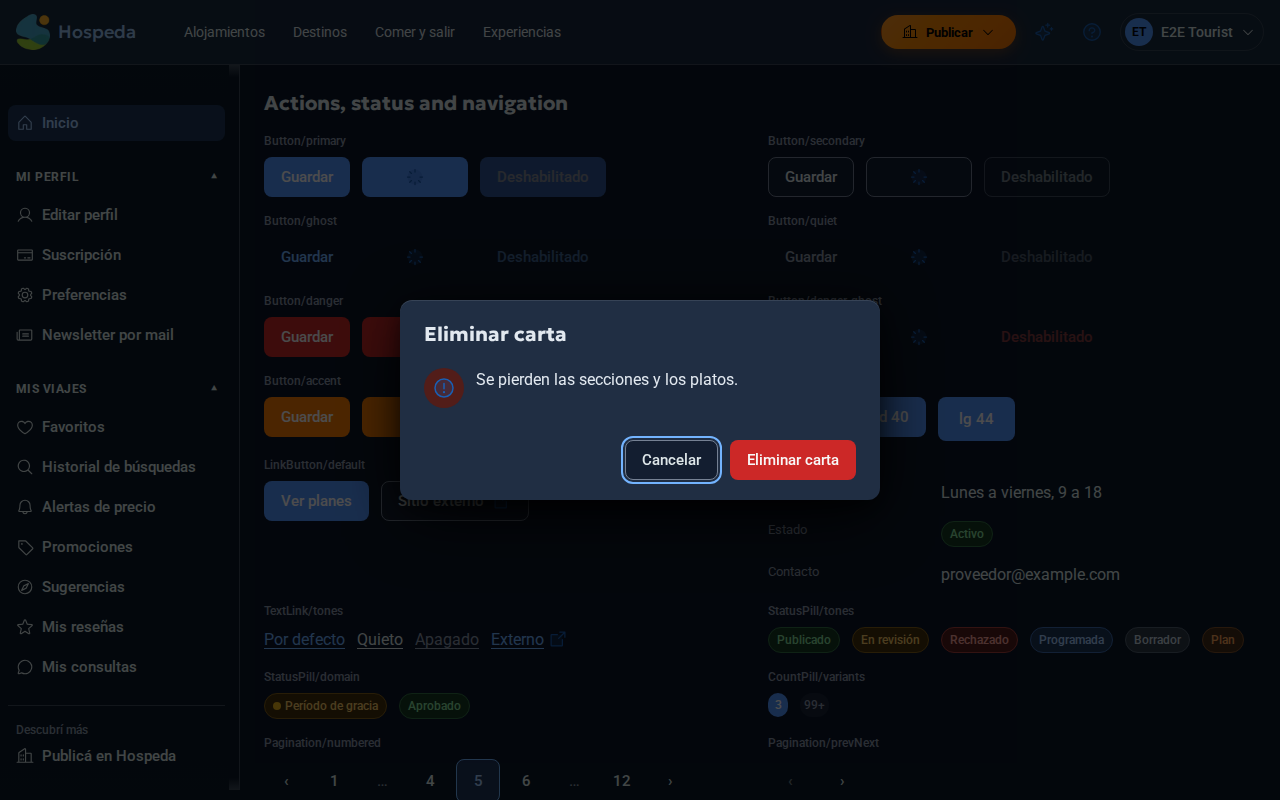 Hospeda
Alojamientos
Destinos
Comer y salir
Experiencias
Publicar
ET
E2E Tourist
Inicio
MI PERFIL
Editar perfil
Suscripción
Preferencias
Newsletter por mail
MIS VIAJES
Favoritos
Historial de búsquedas
Alertas de precio
Promociones
Sugerencias
Mis reseñas
Mis consultas
Descubrí más
Publicá en Hospeda
Actions, status and navigation
Button/primary
Guardar
Deshabilitado
Button/secondary
Guardar
Deshabilitado
Button/ghost
Guardar
Deshabilitado
Button/quiet
Guardar
Deshabilitado
Button/danger
Guardar
Deshabilitado
Button/accent
Guardar
40
lg 44
Eliminar carta
Se pierden las secciones y los platos.
Cancelar
Eliminar carta
LinkButton/default
Ver planes
Sitio externo
Lunes a viernes, 9 a 18
Estado
Activo
Contacto
proveedor@example.com
TextLink/tones
Por defecto
Quieto
Apagado
Externo
StatusPill/tones
Publicado
En revisión
Rechazado
Programada
Borrador
Plan
StatusPill/domain
Período de gracia
Aprobado
CountPill/variants
3
99+
Pagination/numbered
‹ 1 … 4 5 6 … 12 ›
Pagination/prevNext
‹ ›